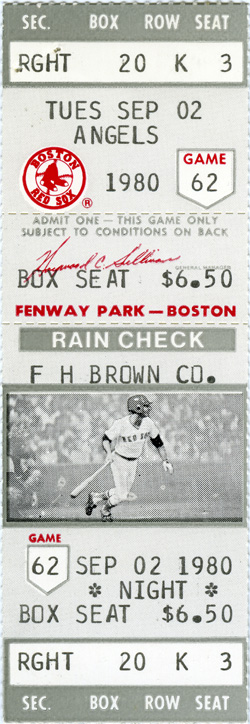 SEC. BOX ROW SEAT
RGHT 20 K 3
TUES SEP 02
ANGELS
BOSTON
RED SOX
®
1980
GAME
62
ADMIT ONE — THIS GAME ONLY
SUBJECT TO CONDITIONS ON BACK
Haywood C. Sullivan
GENERAL MANAGER
BOX SEAT $6.50
FENWAY PARK — BOSTON
RAIN CHECK
F H BROWN CO.
RED SOX
GAME
62
SEP 02 1980
* NIGHT *
BOX SEAT $6.50
RGHT 20 K 3
SEC. BOX ROW SEAT